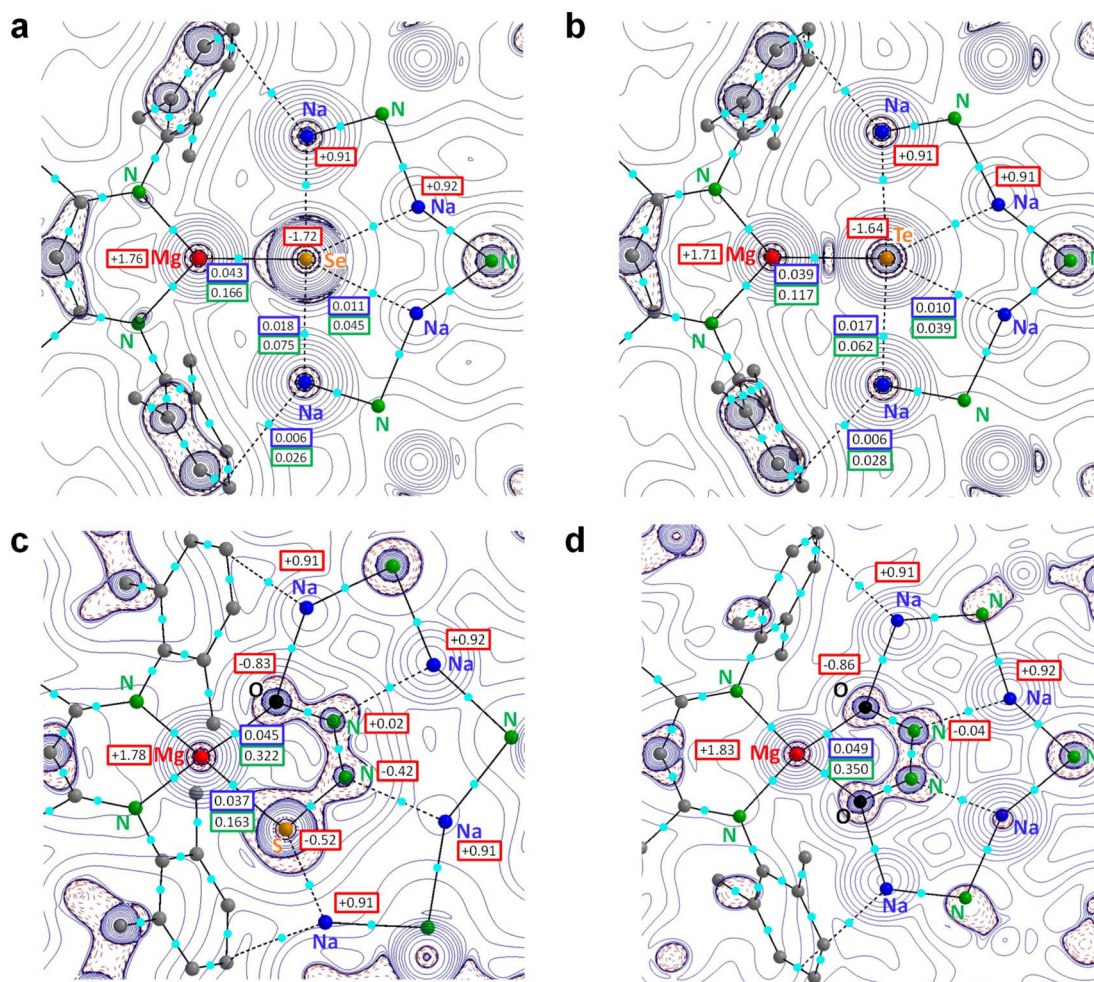 a
N
Na
+0.91
N
+0.92
Na
-1.72
+1.76
Mg
Se
N
0.043
0.166
0.011
0.045
Na
N
0.018
0.075
Na
N
0.006
0.026
b
N
Na
+0.91
N
+0.91
Na
-1.64
Te
+1.71
Mg
N
0.039
0.117
0.010
0.039
Na
N
0.017
0.062
Na
N
0.006
0.028
c
+0.91
Na
N
+0.92
Na
-0.83
N
O
N
+0.02
N
+1.78
Mg
0.045
0.322
N
-0.42
N
0.037
0.163
S
-0.52
Na
+0.91
+0.91
Na
N
d
+0.91
Na
N
+0.92
Na
-0.86
N
O
N
-0.04
+1.83
Mg
0.049
0.350
N
N
N
O
Na
Na
N